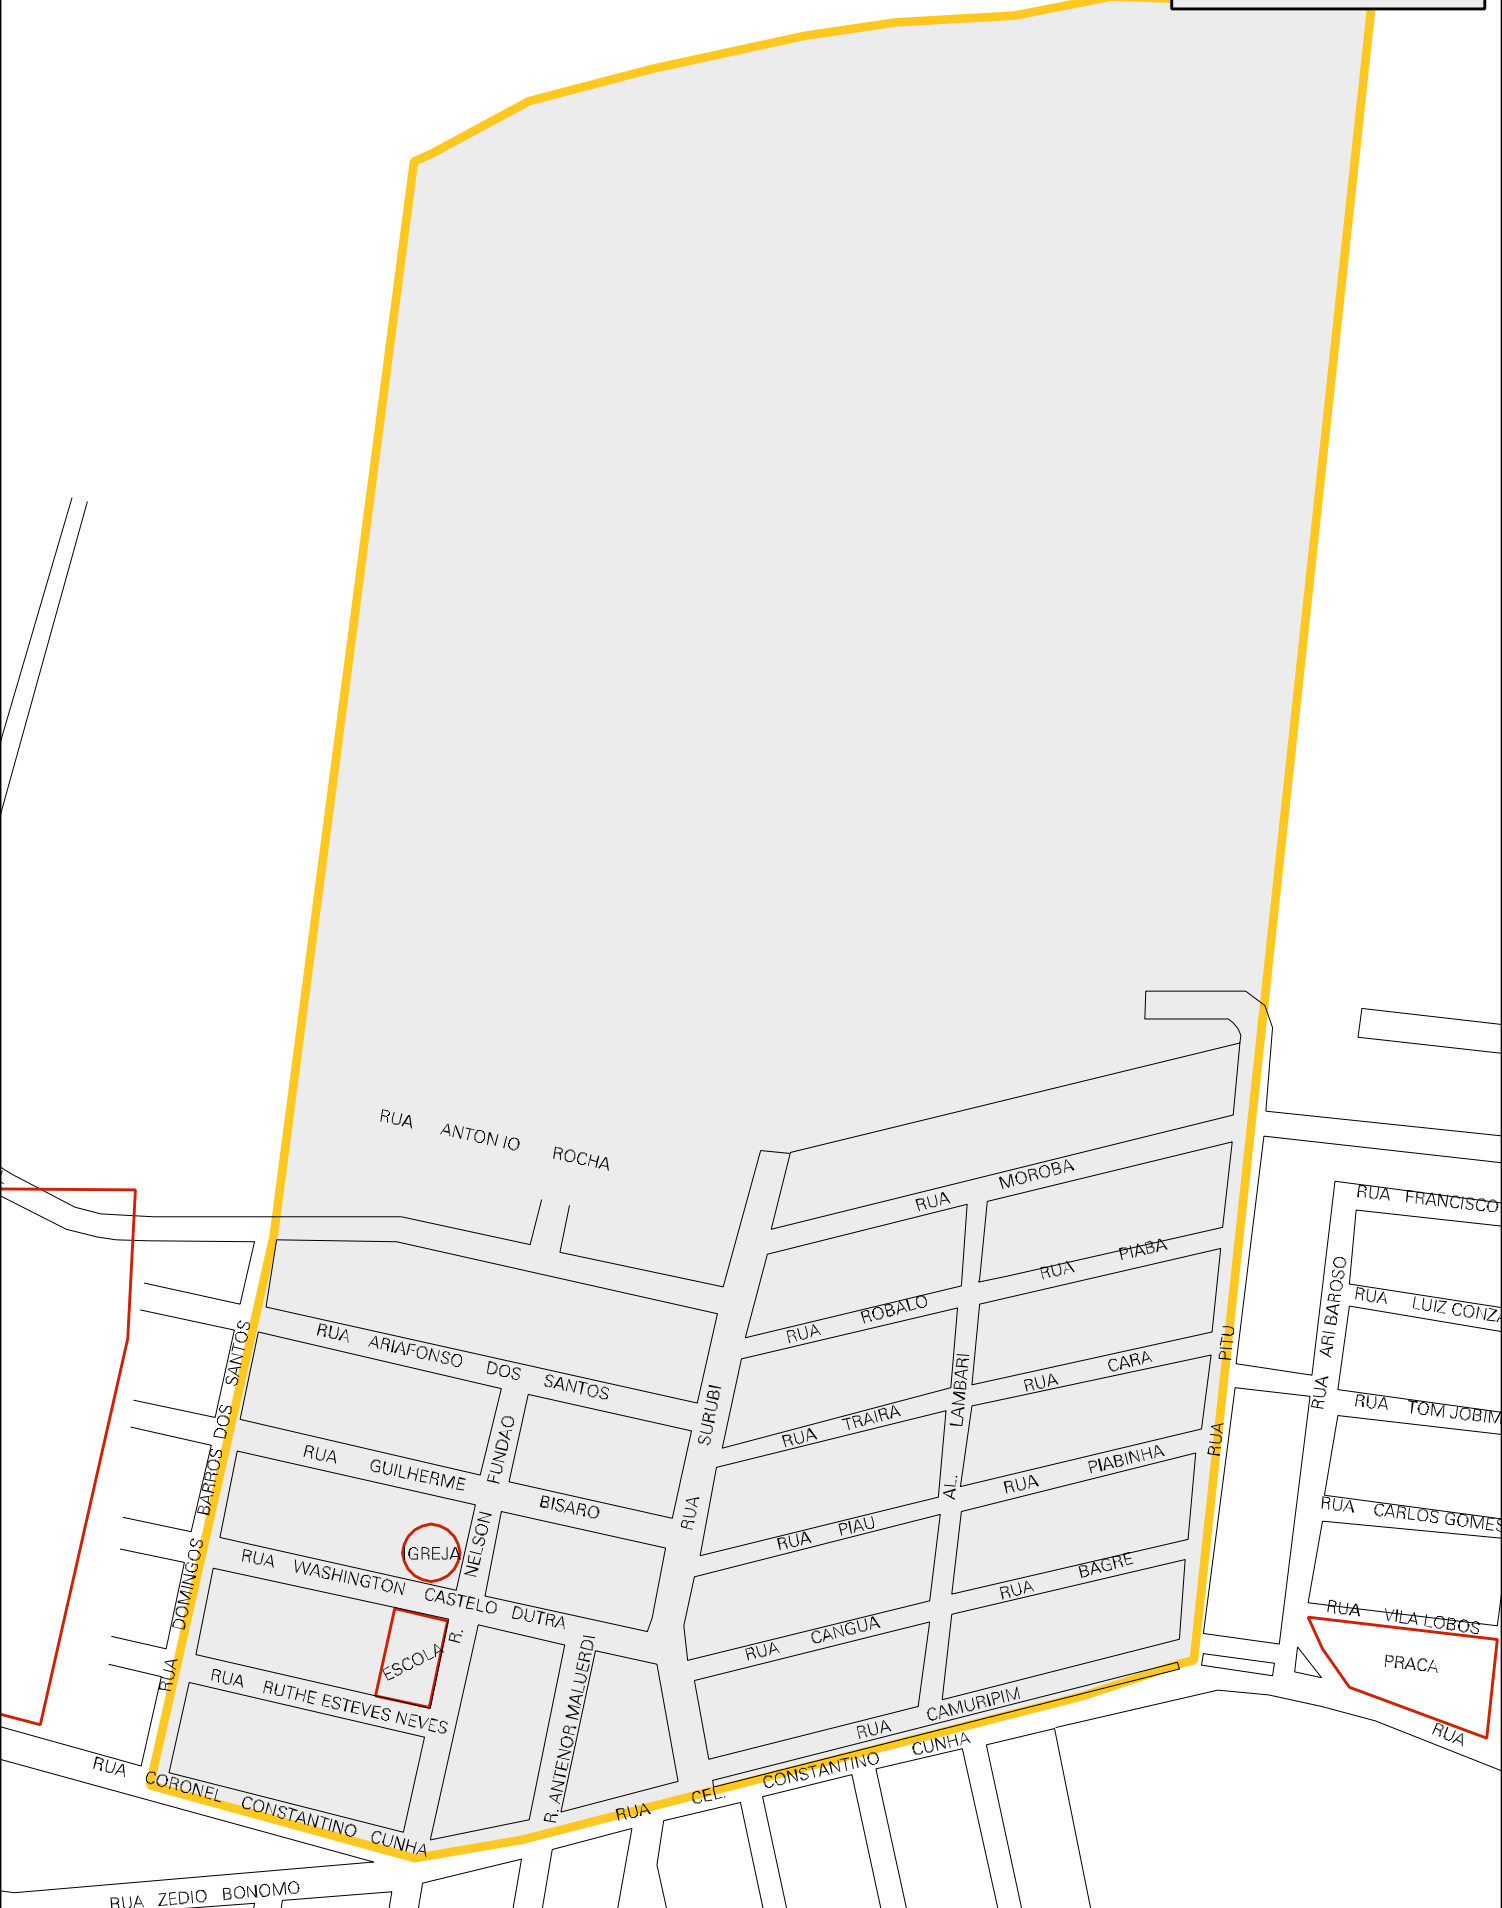 RUA ANTONIO ROCHA
RUA MOROBA
RUA FRANCISCO
RUA PIABA
RUA ROBALO
RUA LUIZ CONZA
RUA ARI BAROSO
RUA PITU
RUA ARIAFONSO DOS SANTOS
RUA CARA
AL. LAMBARI
RUA TRAIRA
RUA TOM JOBIM
RUA SURUBI
RUA DOMINGOS BARROS DOS SANTOS
RUA GUILHERME BISARO
R. NELSON FUNDAO
RUA PIABINHA
RUA CARLOS GOMES
RUA PIAU
IGREJA
RUA WASHINGTON CASTELO DUTRA
RUA BAGRE
RUA VILA LOBOS
RUA CANGUA
ESCOLA
PRACA
R. ANTENOR MALUERDI
RUA RUTHE ESTEVES NEVES
RUA CAMURIPIM
RUA
RUA CORONEL CONSTANTINO CUNHA
RUA CEL. CONSTANTINO CUNHA
RUA ZEDIO BONOMO